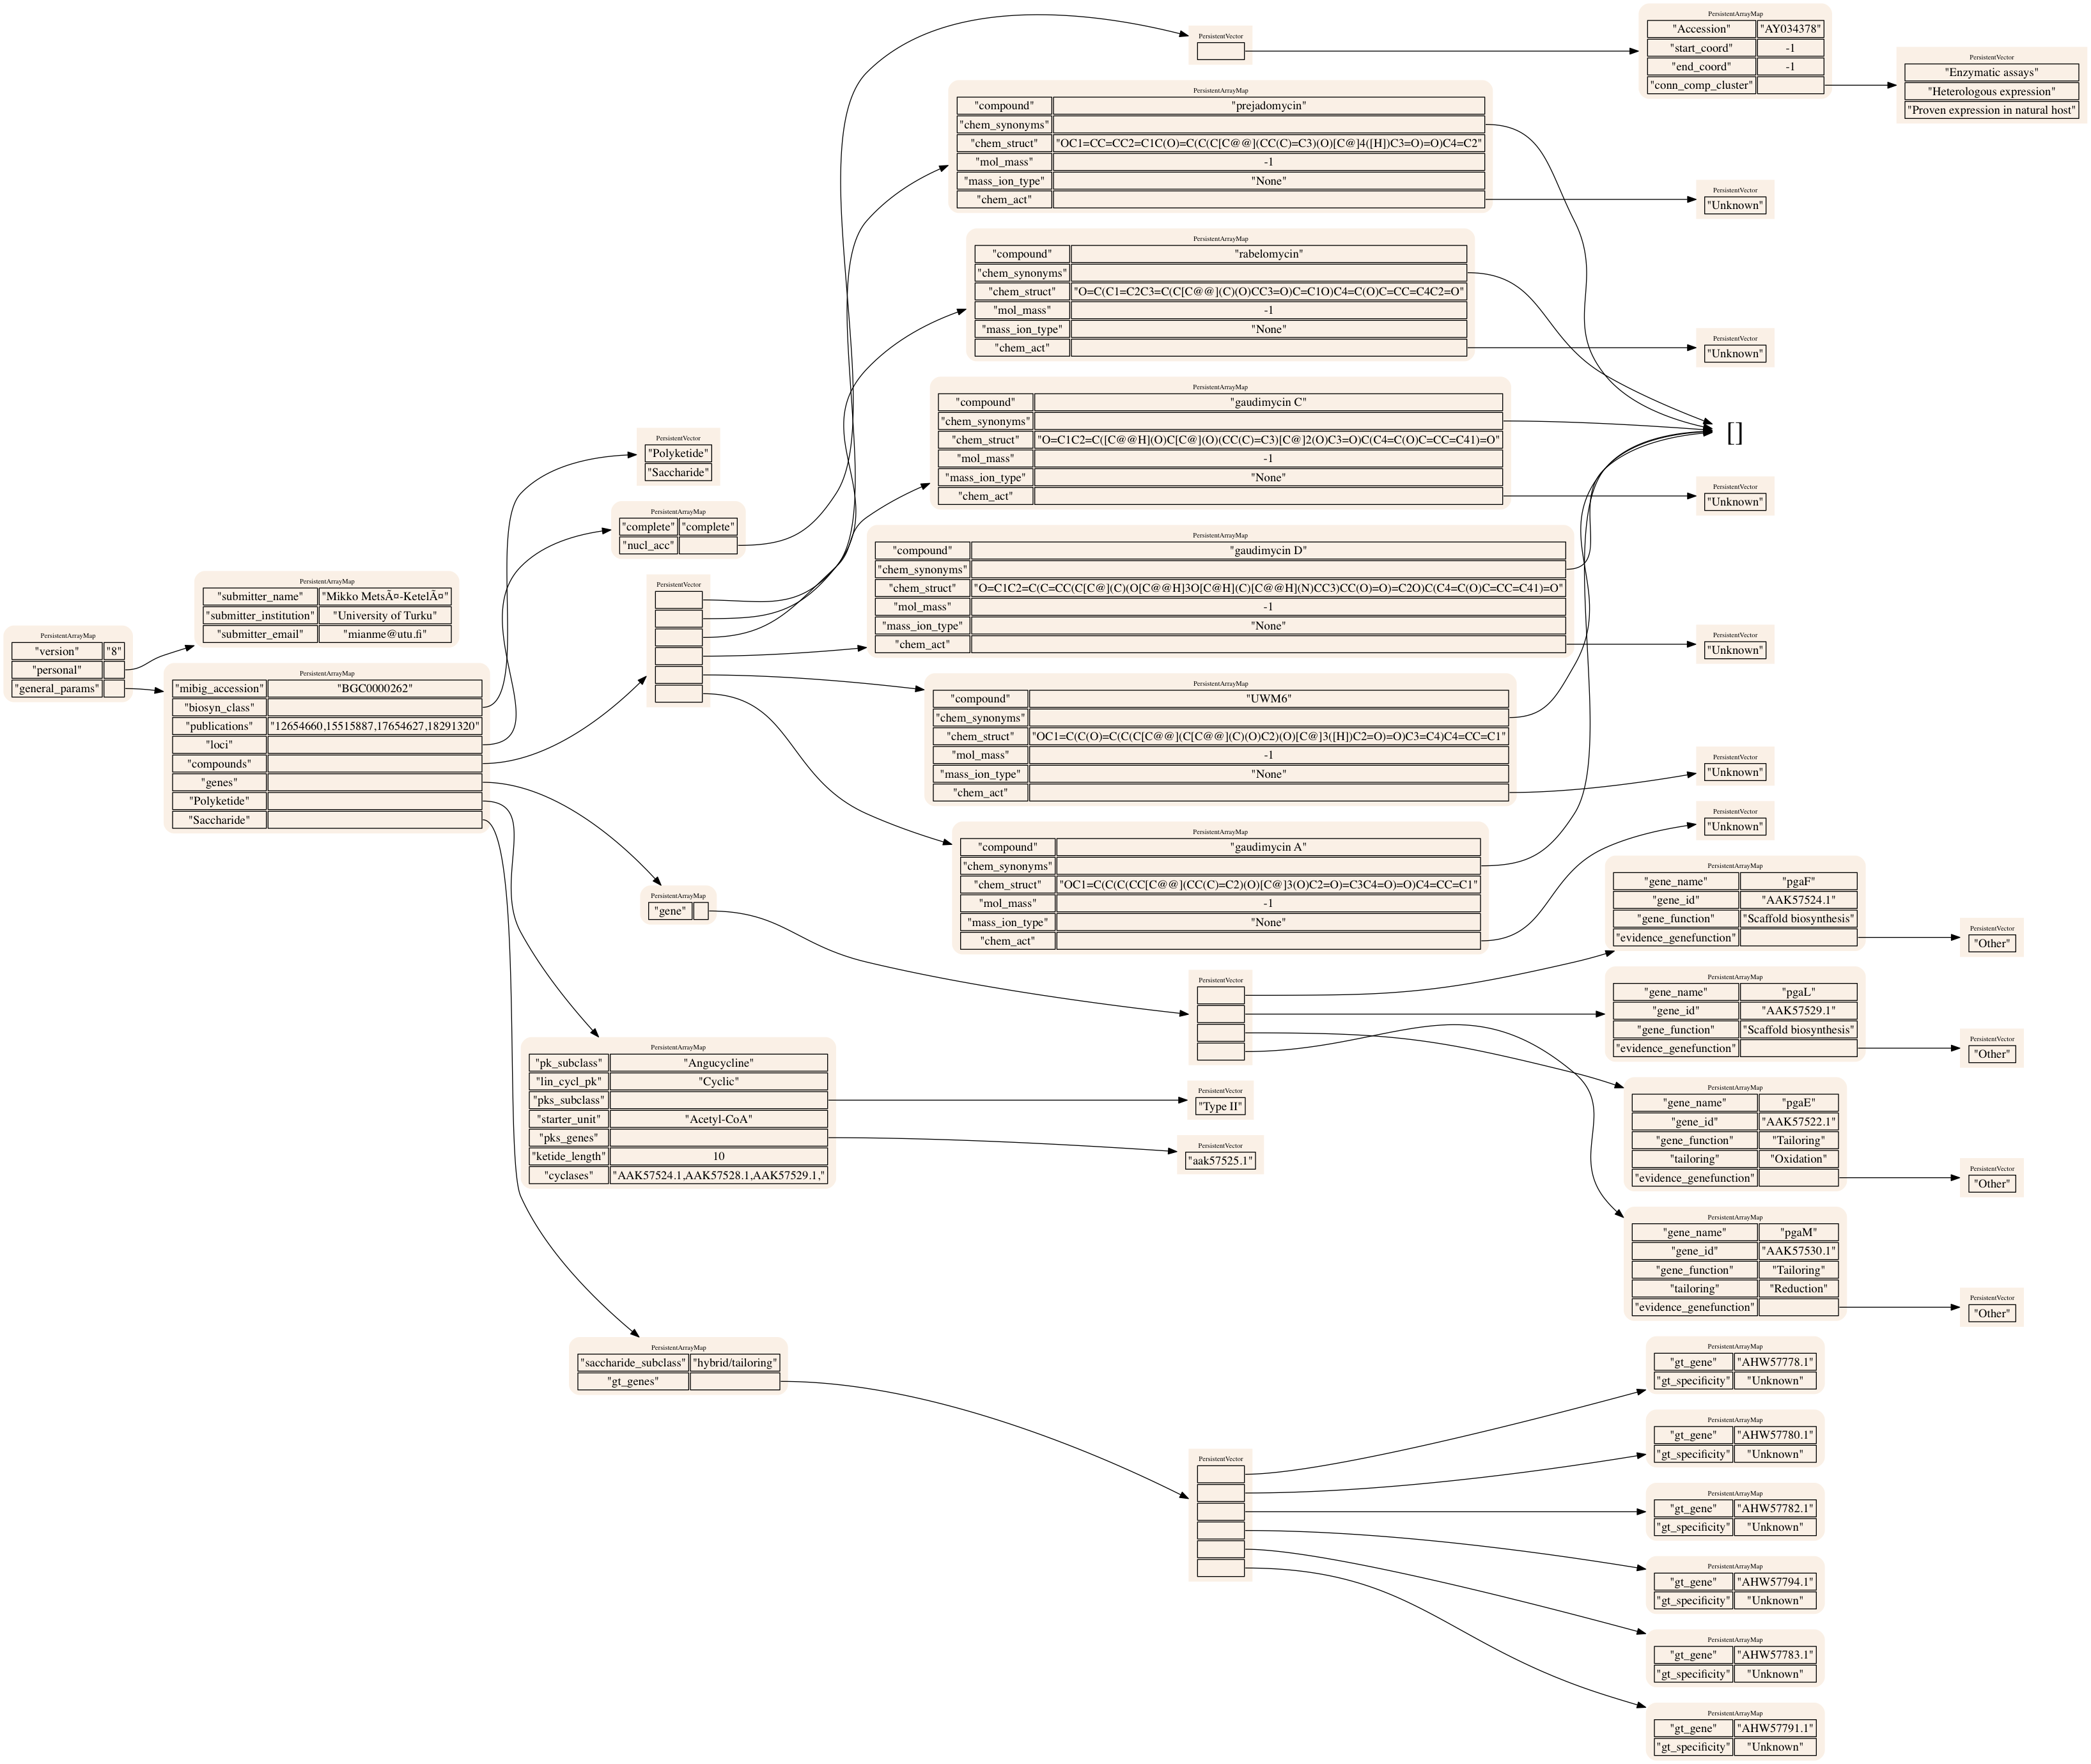 PersistentArrayMap
"version" "8"
"personal"
"general_params"
PersistentArrayMap
"submitter_name" "Mikko MetsÃ¤-KetelÃ¤"
"submitter_institution" "University of Turku"
"submitter_email" "mianme@utu.fi"
PersistentArrayMap
"mibig_accession" "BGC0000262"
"biosyn_class"
"publications" "12654660,15515887,17654627,18291320"
"loci"
"compounds"
"genes"
"Polyketide"
"Saccharide"
PersistentVector
"Polyketide"
"Saccharide"
PersistentArrayMap
"complete" "complete"
"nucl_acc"
PersistentVector
PersistentArrayMap
"gene"
PersistentArrayMap
"pk_subclass" "Angucycline"
"lin_cycl_pk" "Cyclic"
"pks_subclass"
"starter_unit" "Acetyl-CoA"
"pks_genes"
"ketide_length" 10
"cyclases" "AAK57524.1,AAK57528.1,AAK57529.1,"
PersistentArrayMap
"saccharide_subclass" "hybrid/tailoring"
"gt_genes"
PersistentVector
PersistentArrayMap
"compound" "prejadomycin"
"chem_synonyms"
"chem_struct" "OC1=CC=CC2=C1C(O)=C(C(C[C@@](CC(C)=C3)(O)[C@]4([H])C3=O)=O)C4=C2"
"mol_mass" -1
"mass_ion_type" "None"
"chem_act"
PersistentArrayMap
"compound" "rabelomycin"
"chem_synonyms"
"chem_struct" "O=C(C1=C2C3=C(C[C@@](C)(O)CC3=O)C=C1O)C4=C(O)C=CC=C4C2=O"
"mol_mass" -1
"mass_ion_type" "None"
"chem_act"
PersistentArrayMap
"compound" "gaudimycin C"
"chem_synonyms"
"chem_struct" "O=C1C2=C([C@@H](O)C[C@](O)(CC(C)=C3)[C@]2(O)C3=O)C(C4=C(O)C=CC=C41)=O"
"mol_mass" -1
"mass_ion_type" "None"
"chem_act"
PersistentArrayMap
"compound" "gaudimycin D"
"chem_synonyms"
"chem_struct" "O=C1C2=C(C=CC(C[C@](C)(O[C@@H]3O[C@H](C)[C@@H](N)CC3)CC(O)=O)=C2O)C(C4=C(O)C=CC=C41)=O"
"mol_mass" -1
"mass_ion_type" "None"
"chem_act"
PersistentArrayMap
"compound" "UWM6"
"chem_synonyms"
"chem_struct" "OC1=C(C(O)=C(C(C[C@@](C[C@@](C)(O)C2)(O)[C@]3([H])C2=O)=O)C3=C4)C4=CC=C1"
"mol_mass" -1
"mass_ion_type" "None"
"chem_act"
PersistentArrayMap
"compound" "gaudimycin A"
"chem_synonyms"
"chem_struct" "OC1=C(C(C(CC[C@@](CC(C)=C2)(O)[C@]3(O)C2=O)=C3C4=O)=O)C4=CC=C1"
"mol_mass" -1
"mass_ion_type" "None"
"chem_act"
PersistentVector
PersistentVector
"Type II"
PersistentVector
"aak57525.1"
PersistentVector
PersistentArrayMap
"Accession" "AY034378"
"start_coord" -1
"end_coord" -1
"conn_comp_cluster"
PersistentVector
"Enzymatic assays"
"Heterologous expression"
"Proven expression in natural host"
PersistentVector
"Unknown"
PersistentVector
"Unknown"
[]
PersistentVector
"Unknown"
PersistentVector
"Unknown"
PersistentVector
"Unknown"
PersistentVector
"Unknown"
PersistentArrayMap
"gene_name" "pgaF"
"gene_id" "AAK57524.1"
"gene_function" "Scaffold biosynthesis"
"evidence_genefunction"
PersistentVector
"Other"
PersistentArrayMap
"gene_name" "pgaL"
"gene_id" "AAK57529.1"
"gene_function" "Scaffold biosynthesis"
"evidence_genefunction"
PersistentVector
"Other"
PersistentArrayMap
"gene_name" "pgaE"
"gene_id" "AAK57522.1"
"gene_function" "Tailoring"
"tailoring" "Oxidation"
"evidence_genefunction"
PersistentVector
"Other"
PersistentArrayMap
"gene_name" "pgaM"
"gene_id" "AAK57530.1"
"gene_function" "Tailoring"
"tailoring" "Reduction"
"evidence_genefunction"
PersistentVector
"Other"
PersistentArrayMap
"gt_gene" "AHW57778.1"
"gt_specificity" "Unknown"
PersistentArrayMap
"gt_gene" "AHW57780.1"
"gt_specificity" "Unknown"
PersistentArrayMap
"gt_gene" "AHW57782.1"
"gt_specificity" "Unknown"
PersistentArrayMap
"gt_gene" "AHW57794.1"
"gt_specificity" "Unknown"
PersistentArrayMap
"gt_gene" "AHW57783.1"
"gt_specificity" "Unknown"
PersistentArrayMap
"gt_gene" "AHW57791.1"
"gt_specificity" "Unknown"